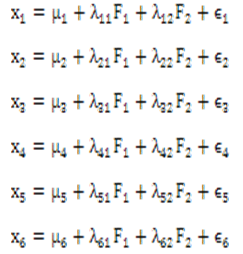 x₁ = μ₁ + λ₁₁F₁ + λ₁₂F₂ + ϵ₁
x₂ = μ₂ + λ₂₁F₁ + λ₂₂F₂ + ϵ₂
x₃ = μ₃ + λ₃₁F₁ + λ₃₂F₂ + ϵ₃
x₄ = μ₄ + λ₄₁F₁ + λ₄₂F₂ + ϵ₄
x₅ = μ₅ + λ₅₁F₁ + λ₅₂F₂ + ϵ₅
x₆ = μ₆ + λ₆₁F₁ + λ₆₂F₂ + ϵ₆